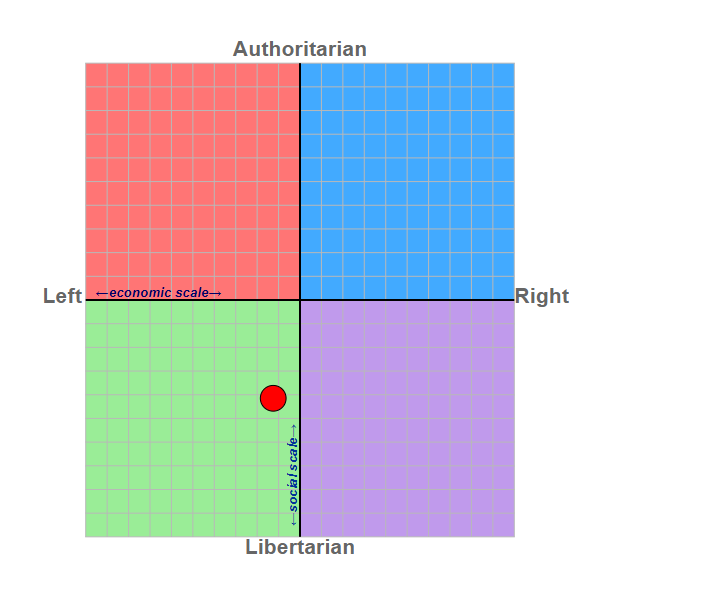 Authoritarian
Left
←economic scale→
Right
←social scale→
Libertarian